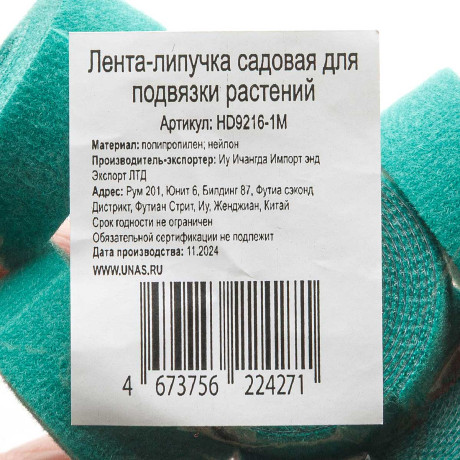 Лента-липучка садовая для
подвязки растений
Артикул: HD9216-1M
Материал: полипропилен; нейлон
Производитель-экспортер: Иу Ичангда Импорт энд
Экспорт ЛТД
Адрес: Рум 201, Юнит 6, Билдинг 87, Футиа сэконд
Дистрикт, Футиан Стрит, Иу, Женджиан, Китай
Срок годности не ограничен
Обязательной сертификации не подлежит
Дата производства: 11.2024
WWW.UNAS.RU
4 673756 224271